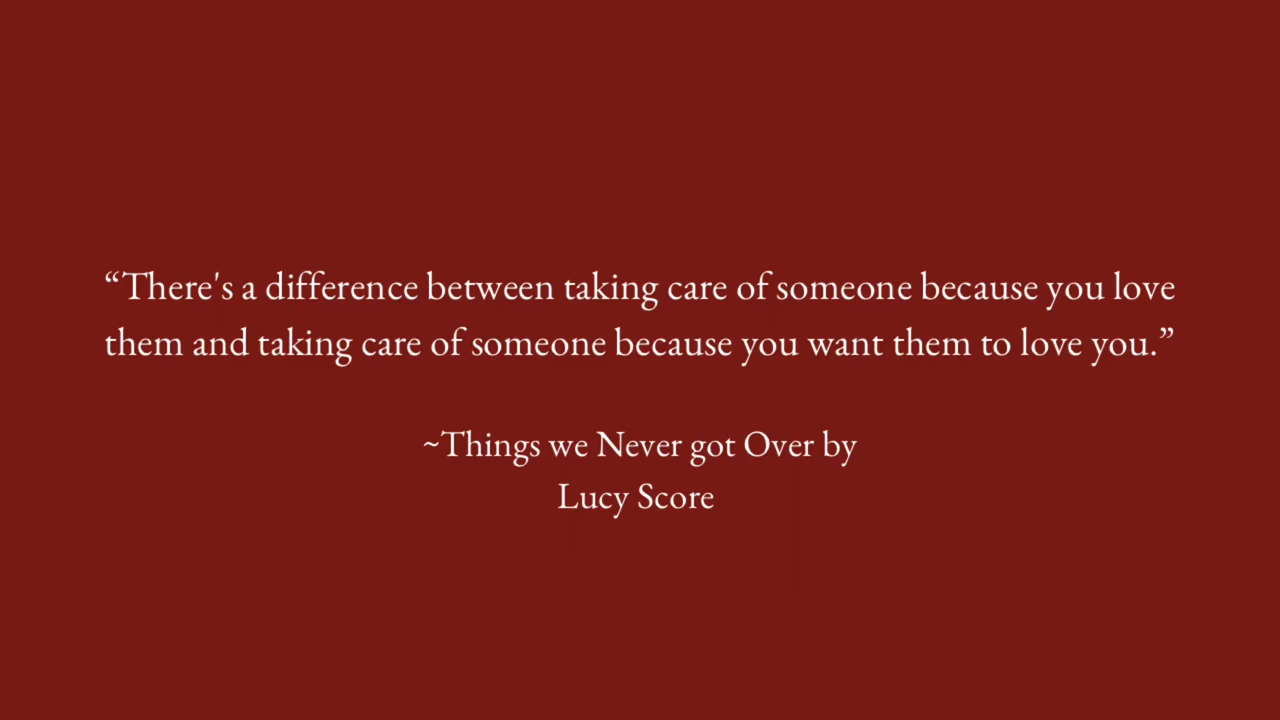 “There's a difference between taking care of someone because you love
them and taking care of someone because you want them to love you.”
~Things we Never got Over by
Lucy Score